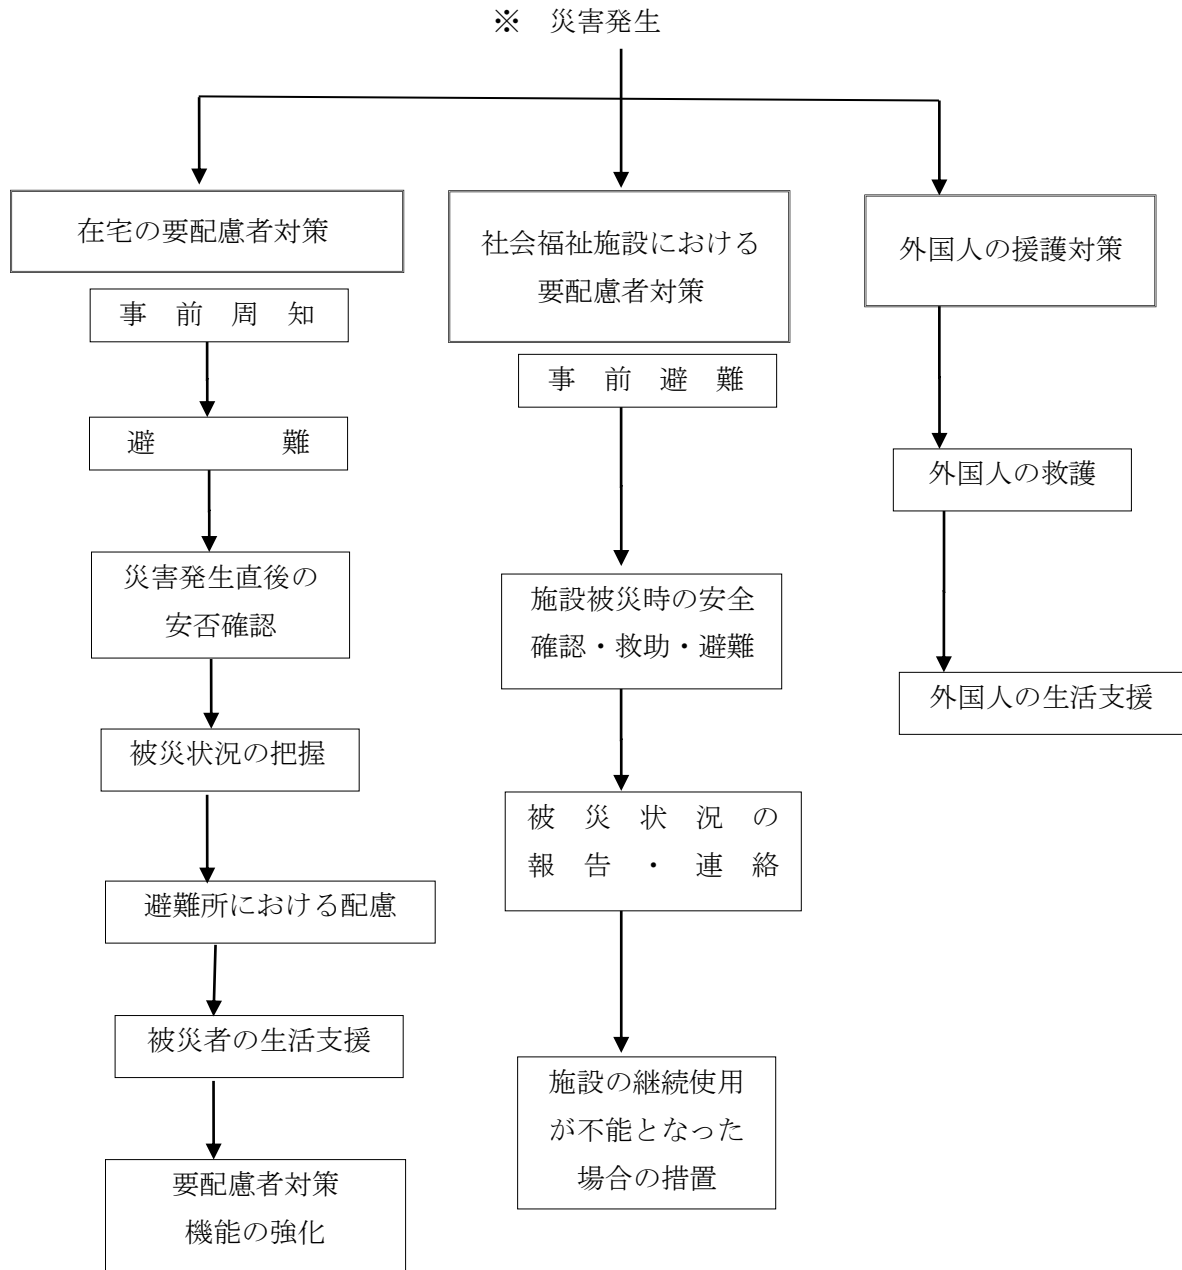 ※　災害発生
在宅の要配慮者対策
事　前　周　知
避　　　　　難
災害発生直後の
安否確認
被災状況の把握
避難所における配慮
被災者の生活支援
要配慮者対策
機能の強化
社会福祉施設における
要配慮者対策
事　前　避　難
施設被災時の安全
確認・救助・避難
被　災　状　況　の
報　告　・　連　絡
施設の継続使用
が不能となった
場合の措置
外国人の援護対策
外国人の救護
外国人の生活支援